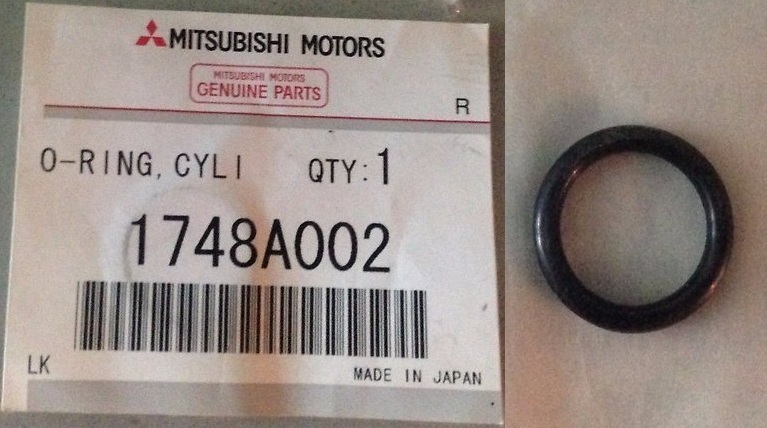 MITSUBISHI MOTORS
MITSUBISHI MOTORS
GENUINE PARTS
R
O-RING, CYLI QTY: 1
1748A002
LK
MADE IN JAPAN